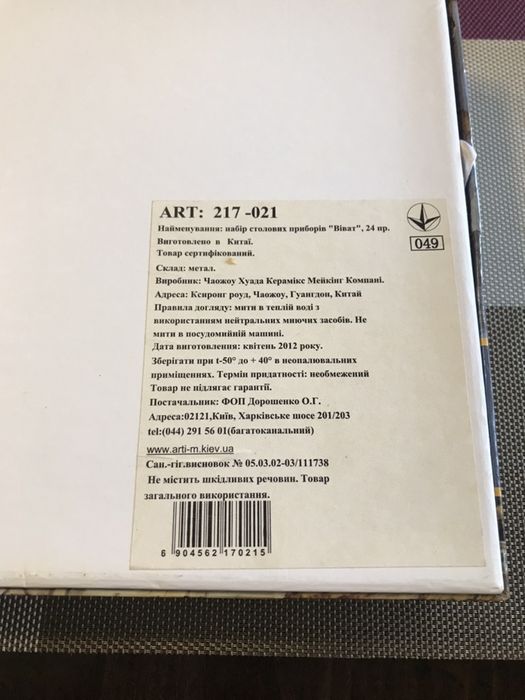 ART: 217 -021
Найменування: набір столових приборів "Віват", 24 пр.
Виготовлено в Китаї.
Товар сертифікований.
049
Склад: метал.
Виробник: Чаожоу Хуада Керамікс Мейкінг Компані.
Адреса: Ксиронг роуд, Чаожоу, Гуангдон, Китай
Правила догляду: мити в теплій воді з
використанням нейтральних миючих засобів. Не
мити в посудомийній машині.
Дата виготовлення: квітень 2012 року.
Зберігати при t-50° до + 40° в неопалювальних
приміщеннях. Термін придатності: необмежений
Товар не підлягає гарантії.
Постачальник: ФОП Дорошенко О.Г.
Адреса:02121,Київ, Харківське шосе 201/203
tel:(044) 291 56 01(багатоканальний)
www.arti-m.kiev.ua
Сан.-гіг.висновок № 05.03.02-03/111738
Не містить шкідливих речовин. Товар
загального використання.
6 904562 170215